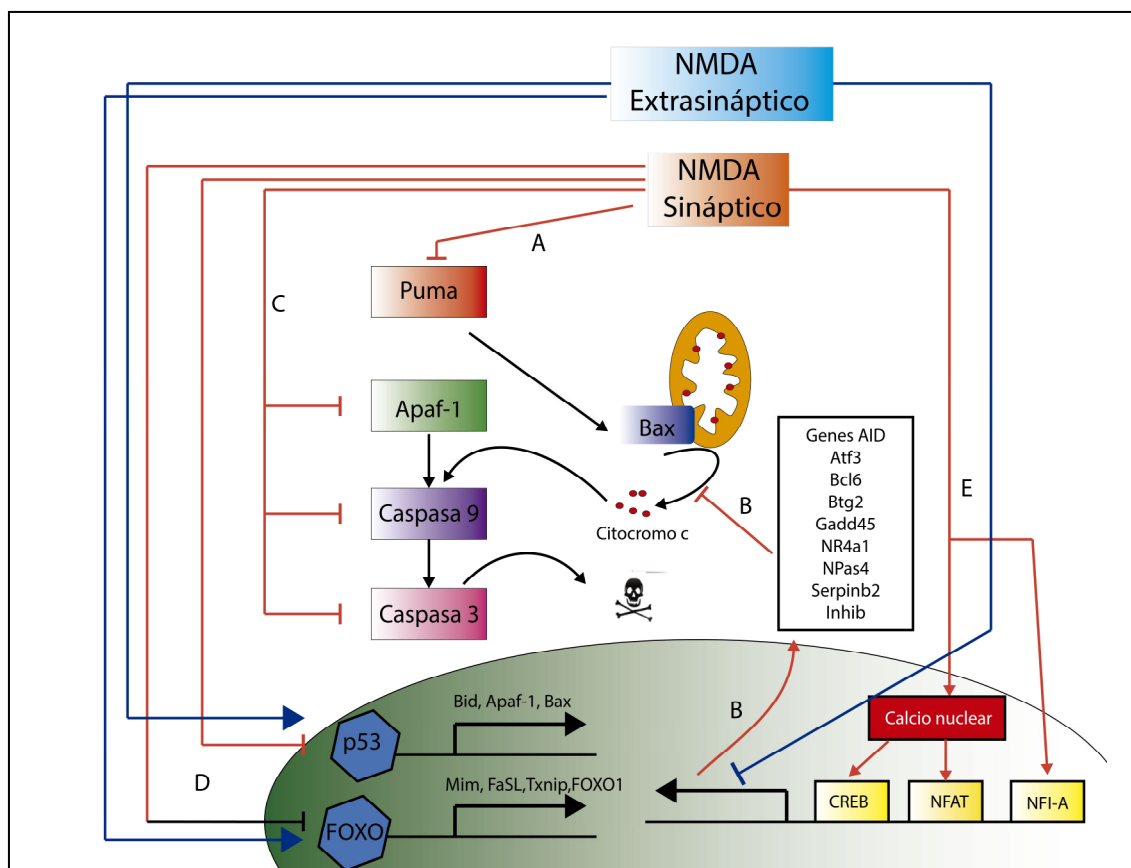 NMDA
Extrasináptico
NMDA
Sináptico
A
Puma
C
Apaf-1
Bax
Genes AID
Atf3
Bcl6
Btg2
Gadd45
NR4a1
NPas4
Serpinb2
Inhib
E
B
Caspasa 9
Citocromo c
Caspasa 3
Bid, Apaf-1, Bax
B
Calcio nuclear
p53
D
Mim, FaSL,Txnip,FOXO1
CREB
NFAT
NFI-A
FOXO